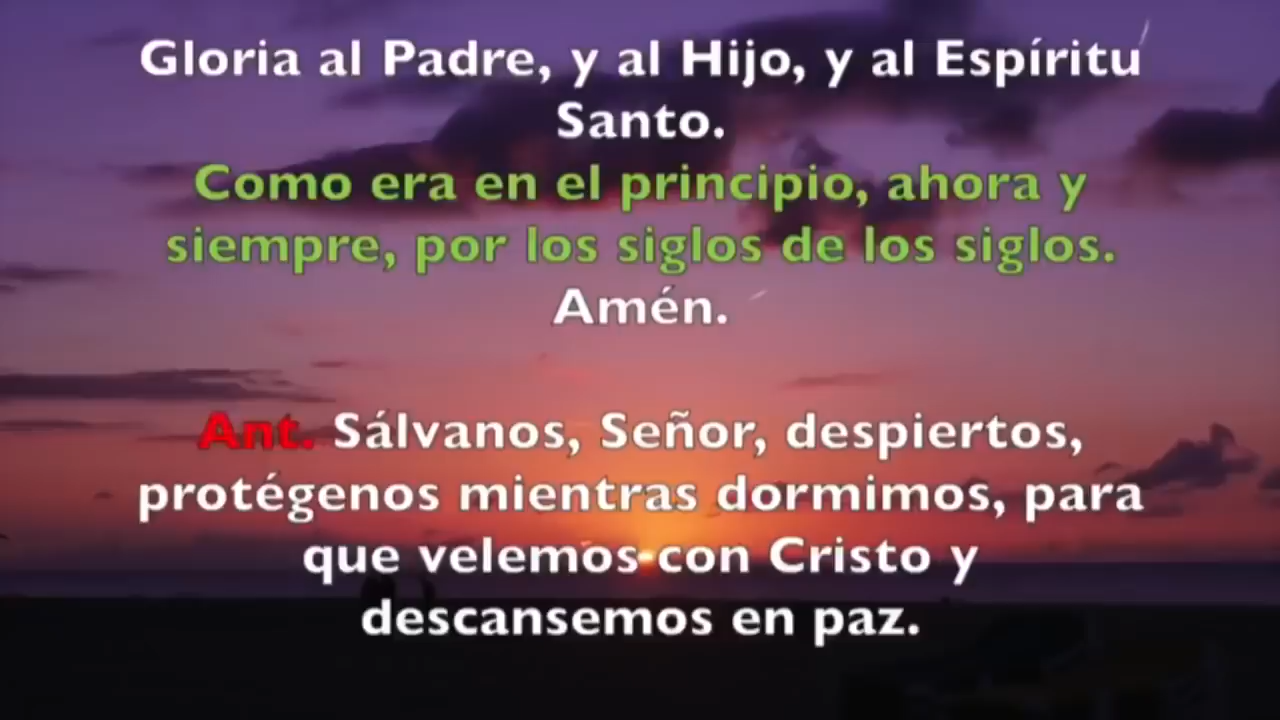 Gloria al Padre, y al Hijo, y al Espíritu
Santo.
Como era en el principio, ahora y
siempre, por los siglos de los siglos.
Amén.
Ant. Sálvanos, Señor, despiertos,
protégenos mientras dormimos, para
que velemos con Cristo y
descansemos en paz.